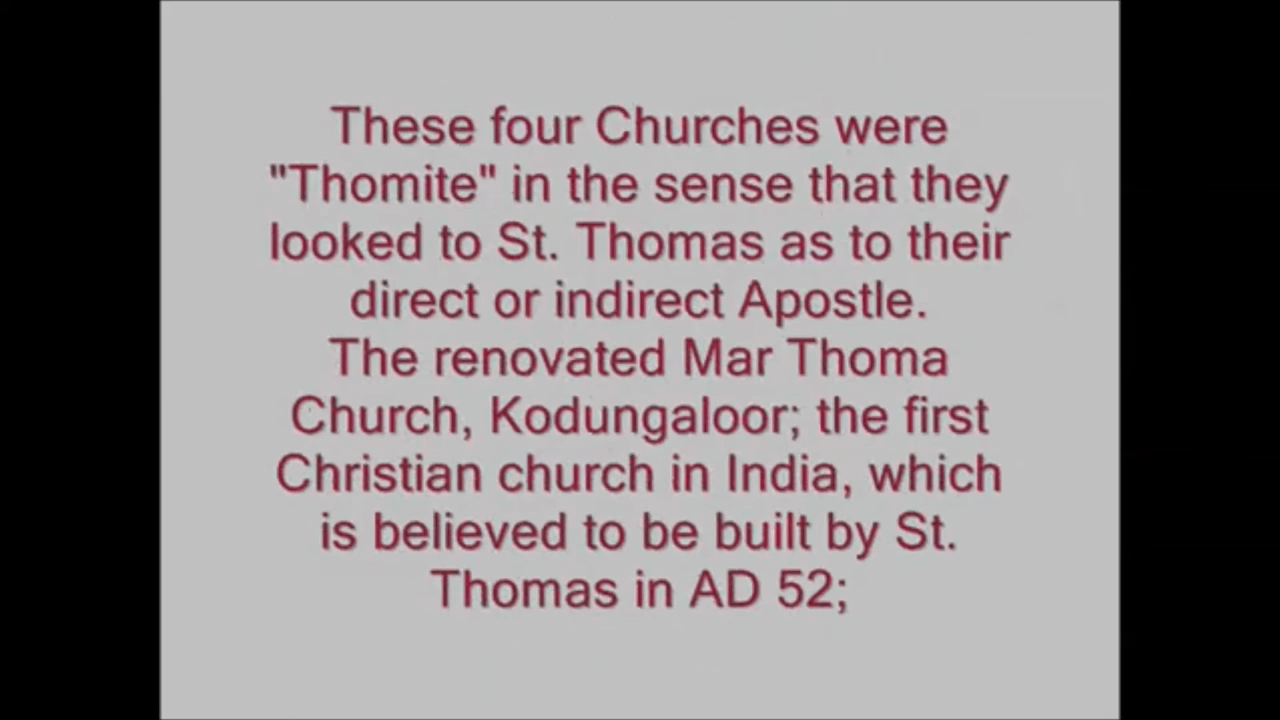 These four Churches were
"Thomite" in the sense that they
looked to St. Thomas as to their
direct or indirect Apostle.
The renovated Mar Thoma
Church, Kodungaloor; the first
Christian church in India, which
is believed to be built by St.
Thomas in AD 52;